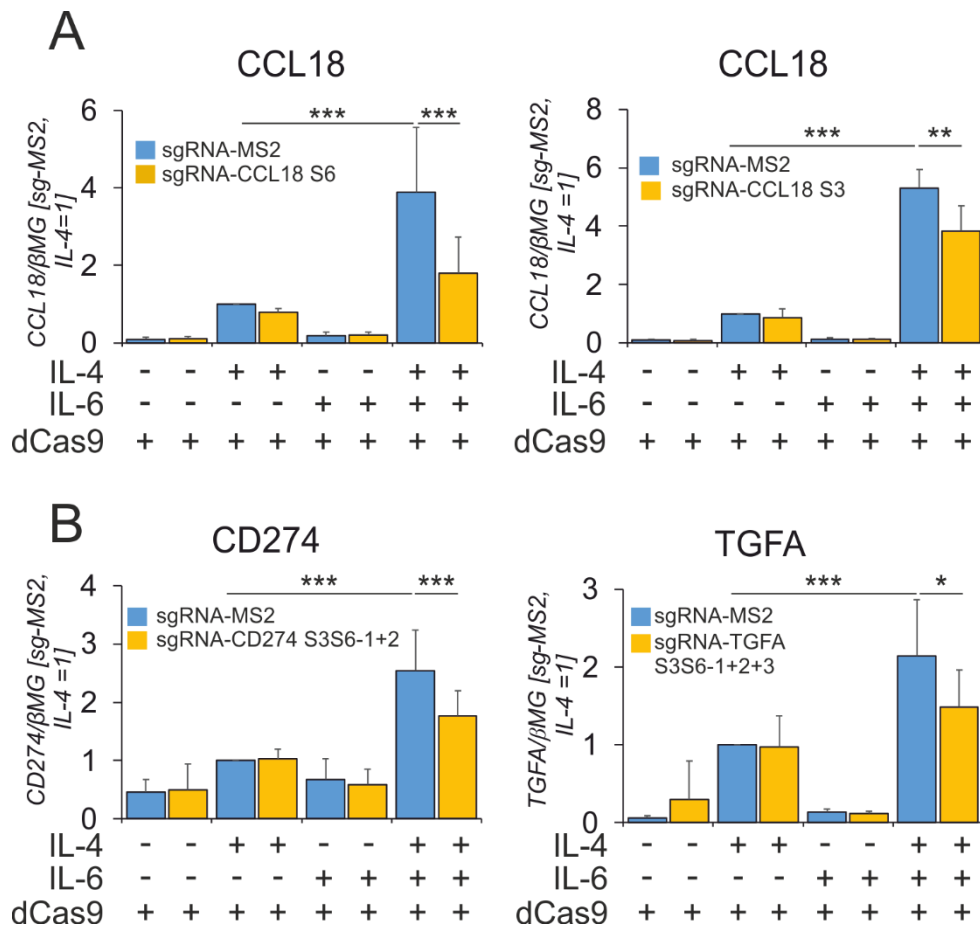 A
CCL18
CCL18/βMG [sg-MS2,
IL-4=1]
6
4
2
0
*** ***
sgRNA-MS2
sgRNA-CCL18 S6
IL-4 - - + + - - + +
IL-6 - - - - + + + +
dCas9 + + + + + + + +
CCL18
CCL18/βMG [sg-MS2,
IL-4=1]
8
6
4
2
0
*** **
sgRNA-MS2
sgRNA-CCL18 S3
IL-4 - - + + - - + +
IL-6 - - - - + + + +
dCas9 + + + + + + + +
B
CD274
CD274/βMG [sg-MS2,
IL-4 =1]
4
3
2
1
0
*** ***
sgRNA-MS2
sgRNA-CD274 S3S6-1+2
IL-4 - - + + - - + +
IL-6 - - - - + + + +
dCas9 + + + + + + + +
TGFA
TGFA/βMG [sg-MS2,
IL-4 =1]
3
2
1
0
*** *
sgRNA-MS2
sgRNA-TGFA
S3S6-1+2+3
IL-4 - - + + - - + +
IL-6 - - - - + + + +
dCas9 + + + + + + + +